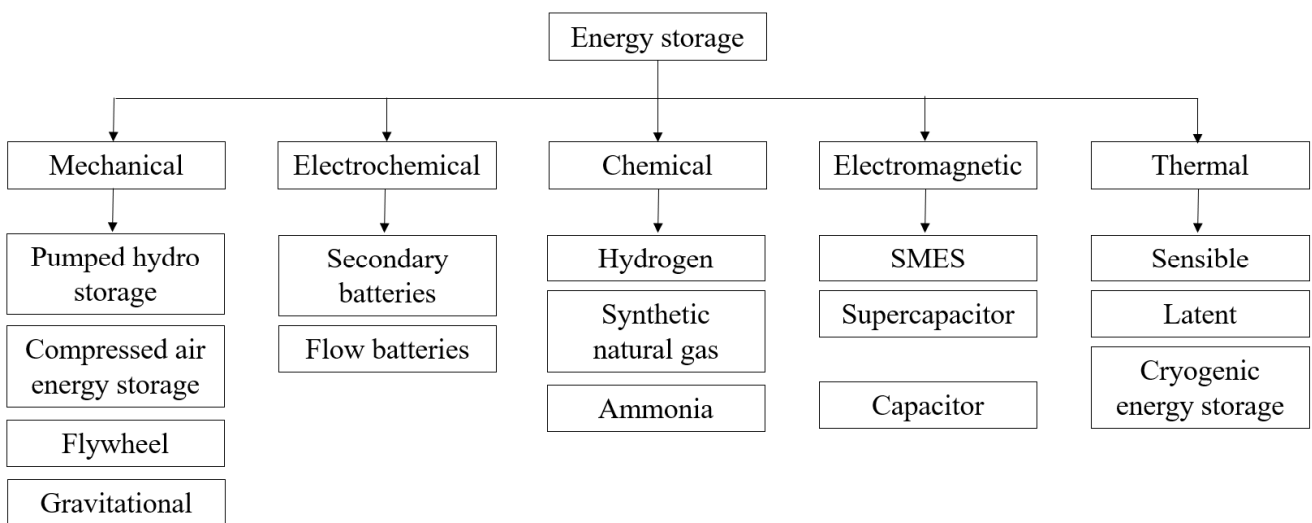 Energy storage
Mechanical
Electrochemical
Chemical
Electromagnetic
Thermal
Pumped hydro
storage
Compressed air
energy storage
Flywheel
Gravitational
Secondary
batteries
Flow batteries
Hydrogen
Synthetic
natural gas
Ammonia
SMES
Supercapacitor
Capacitor
Sensible
Latent
Cryogenic
energy storage